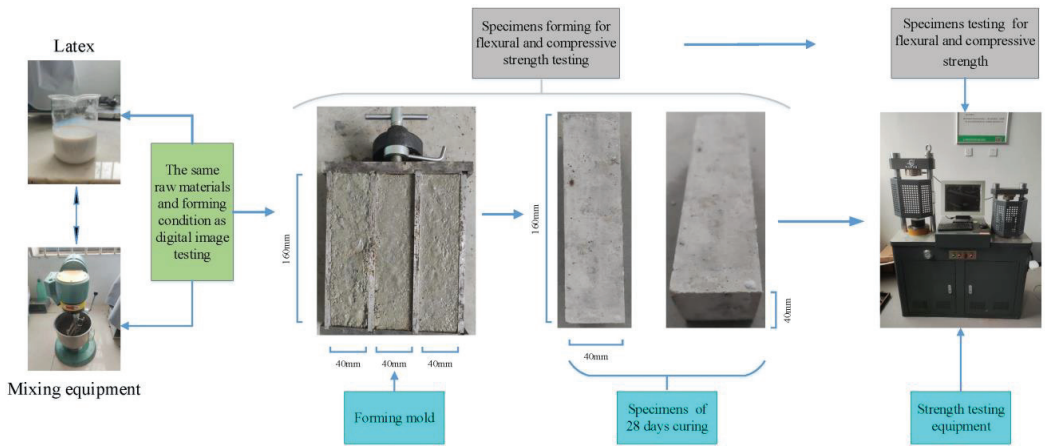 Specimens forming for
flexural and compressive
strength testing
Specimens testing for
flexural and compressive
strength
Latex
The same
raw materials
and forming
condition as
digital image
testing
Mixing equipment
160mm
40mm
40mm
40mm
Forming mold
160mm
40mm
40mm
Specimens of
28 days curing
Strength testing
equipment